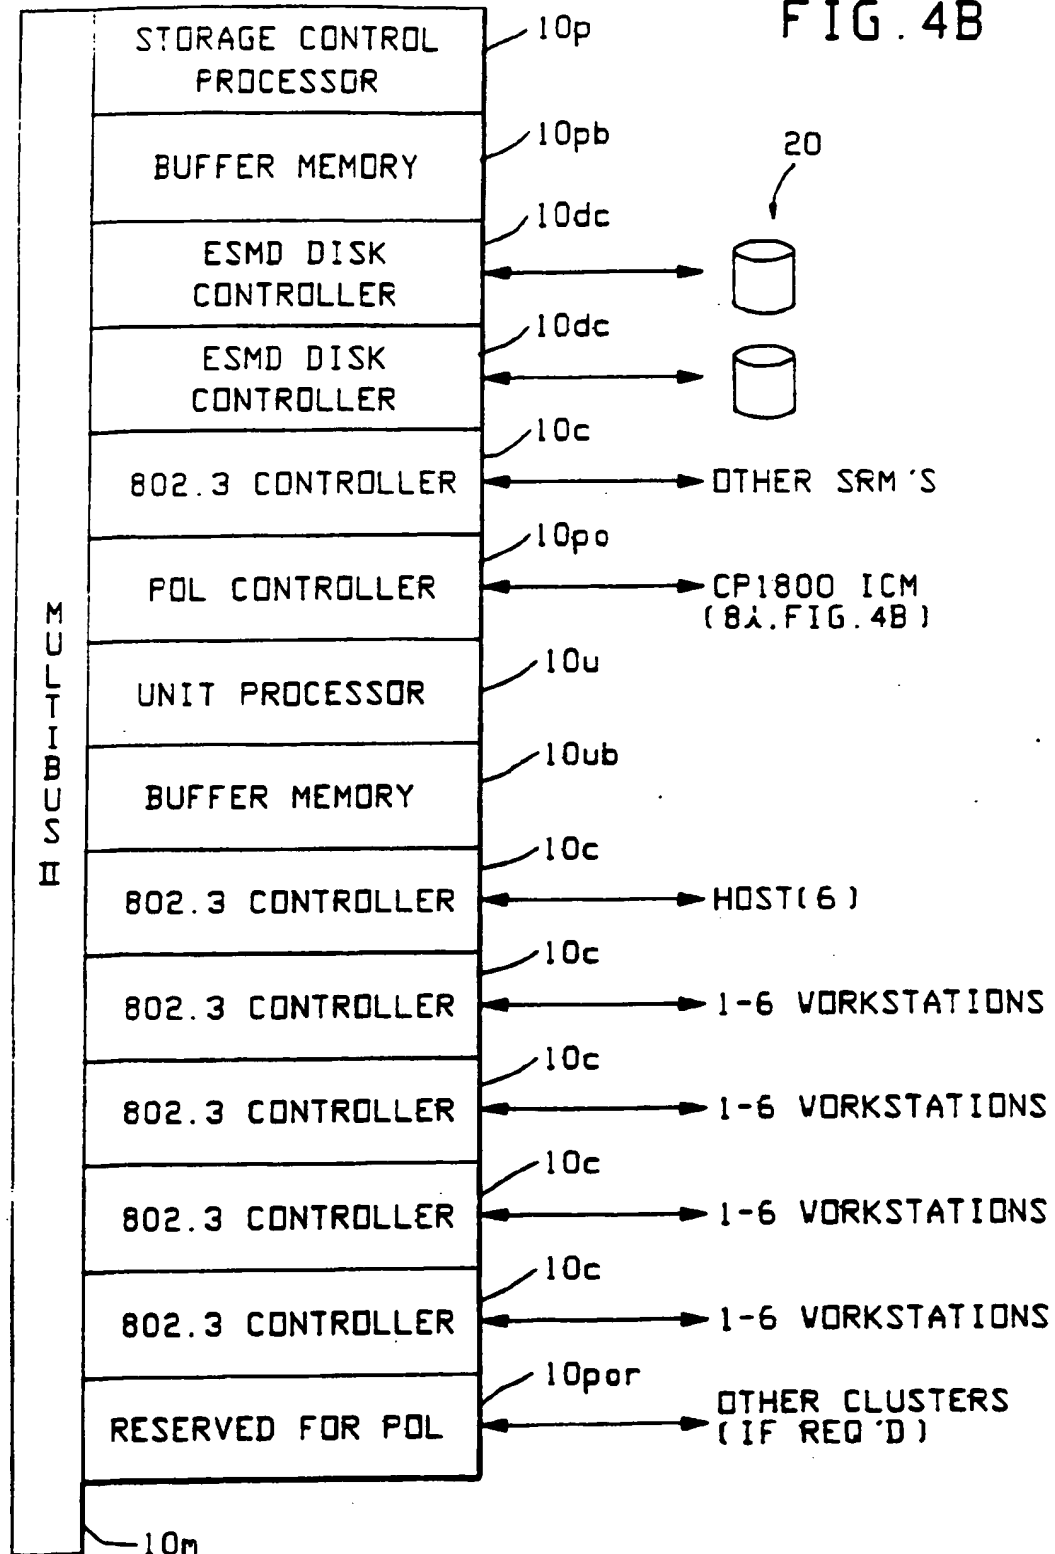 FIG. 4B
STORAGE CONTROL
PROCESSOR
10p
BUFFER MEMORY
10pb
20
ESMD DISK
CONTROLLER
10dc
ESMD DISK
CONTROLLER
10dc
802.3 CONTROLLER
10c
OTHER SRM'S
POL CONTROLLER
10po
CP1800 ICM
(8i.FIG.4B)
UNIT PROCESSOR
10u
BUFFER MEMORY
10ub
802.3 CONTROLLER
10c
HOST(6)
802.3 CONTROLLER
10c
1-6 WORKSTATIONS
802.3 CONTROLLER
10c
1-6 WORKSTATIONS
802.3 CONTROLLER
10c
1-6 WORKSTATIONS
802.3 CONTROLLER
10c
1-6 WORKSTATIONS
RESERVED FOR POL
10por
OTHER CLUSTERS
(IF REQ'D)
MULTIBUS II
10m